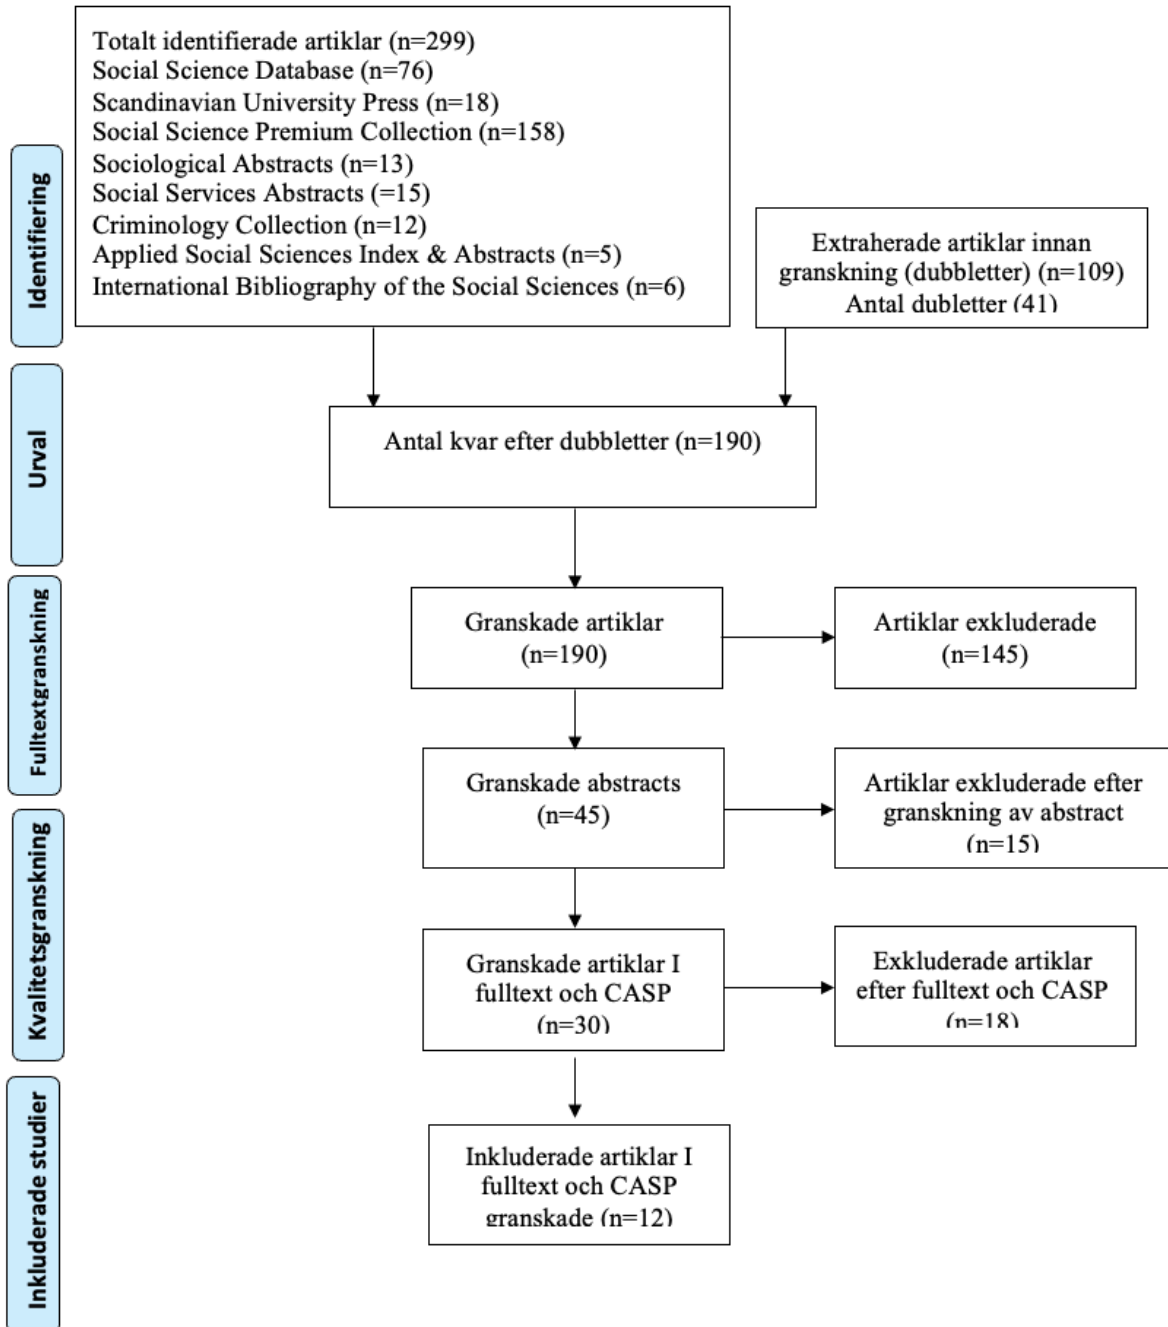 Totalt identifierade artiklar (n=299)
Social Science Database (n=76)
Scandinavian University Press (n=18)
Social Science Premium Collection (n=158)
Sociological Abstracts (n=13)
Social Services Abstracts (=15)
Criminology Collection (n=12)
Applied Social Sciences Index & Abstracts (n=5)
International Bibliography of the Social Sciences (n=6)
Identifiering
Extraherade artiklar innan
granskning (dubbletter) (n=109)
Antal dubletter (41)
Urval
Antal kvar efter dubbletter (n=190)
Fulltextgranskning
Granskade artiklar
(n=190)
Artiklar exkluderade
(n=145)
Granskade abstracts
(n=45)
Artiklar exkluderade efter
granskning av abstract
(n=15)
Kvalitetsgranskning
Granskade artiklar I
fulltext och CASP
(n=30)
Exkluderade artiklar
efter fulltext och CASP
(n=18)
Inkluderade studier
Inkluderade artiklar I
fulltext och CASP
granskade (n=12)